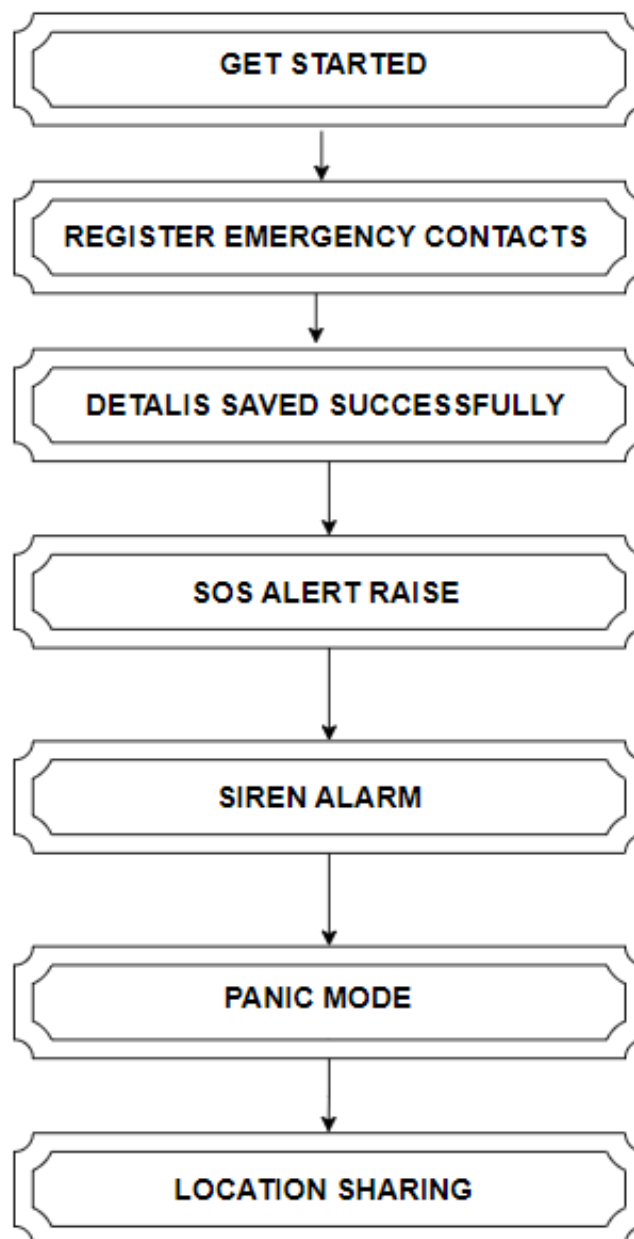 GET STARTED
REGISTER EMERGENCY CONTACTS
DETALIS SAVED SUCCESSFULLY
SOS ALERT RAISE
SIREN ALARM
PANIC MODE
LOCATION SHARING